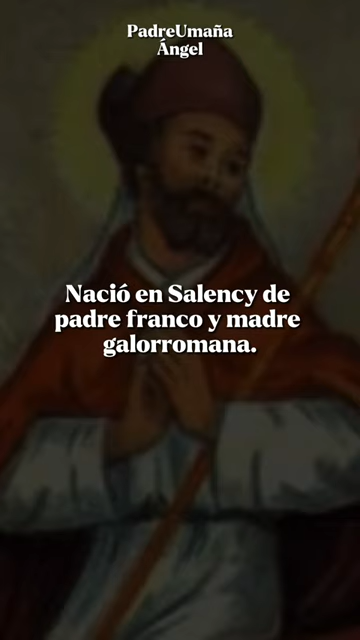 PadreUmaña
Ángel
Nació en Salency de
padre franco y madre
galorromana.